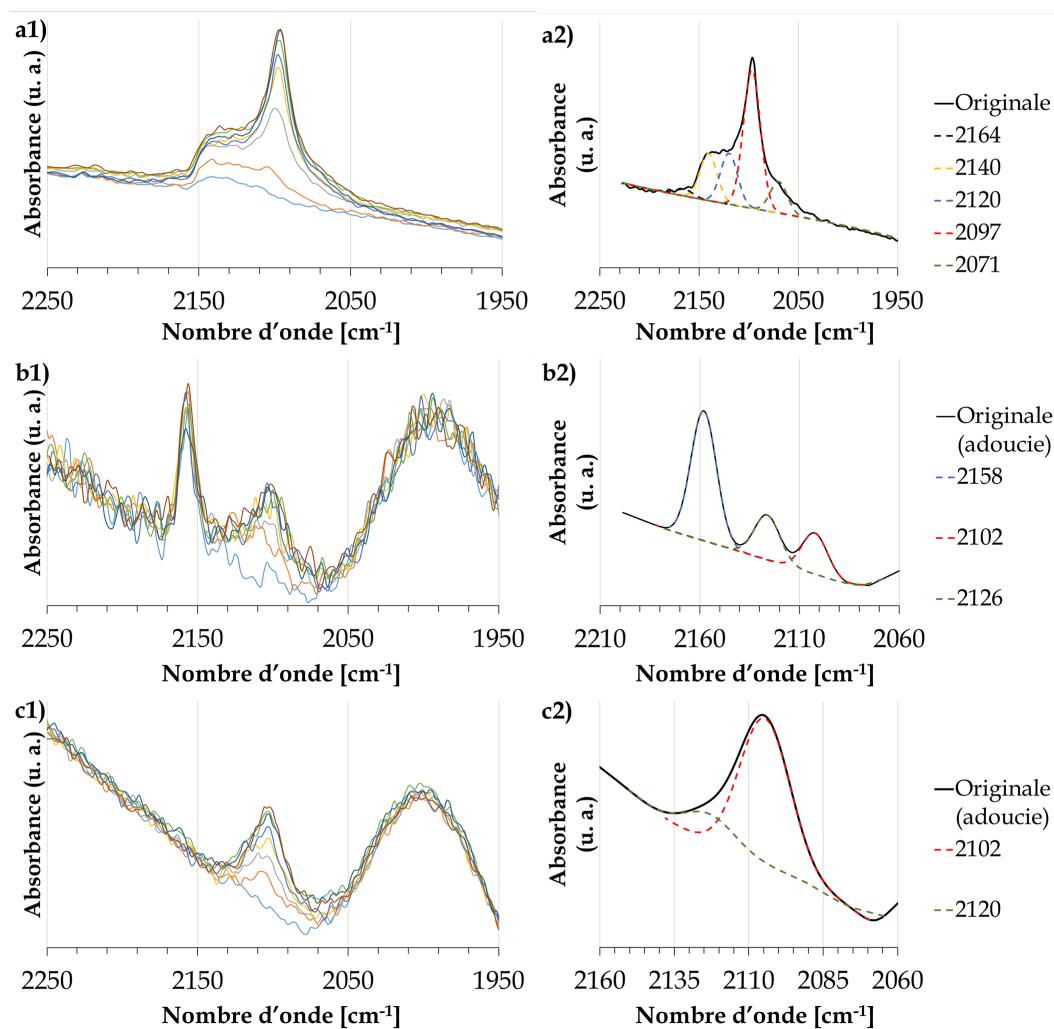 a1)
Absorbance (u. a.)
2250
2150
2050
1950
Nombre d’onde [cm-1]
a2)
Absorbance
(u. a.)
2250
2150
2050
1950
Nombre d’onde [cm-1]
Originale
2164
2140
2120
2097
2071
b1)
Absorbance (u. a.)
2250
2150
2050
1950
Nombre d’onde [cm-1]
b2)
Absorbance
(u. a.)
2210
2160
2110
2060
Nombre d’onde [cm-1]
Originale
(adoucie)
2158
2102
2126
c1)
Absorbance (u. a.)
2250
2150
2050
1950
Nombre d’onde [cm-1]
c2)
Absorbance
(u. a.)
2160
2135
2110
2085
2060
Nombre d’onde [cm-1]
Originale
(adoucie)
2102
2120